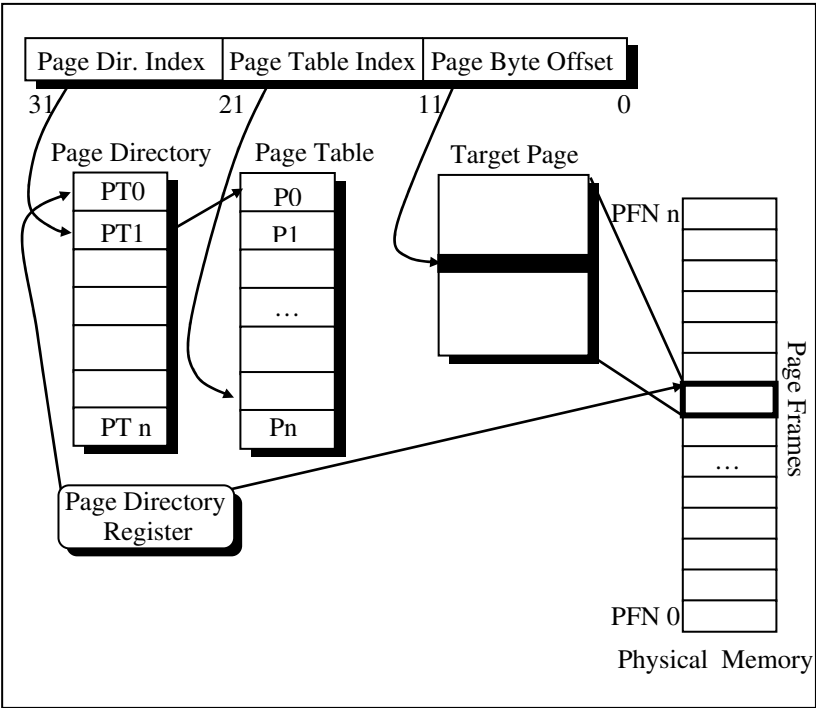 Page Dir. Index Page Table Index Page Byte Offset
31 21 11 0
Page Directory
PT0
PT1
PT n
Page Table
P0
P1
…
Pn
Target Page
PFN n
…
PFN 0
Page Frames
Physical Memory
Page Directory
Register